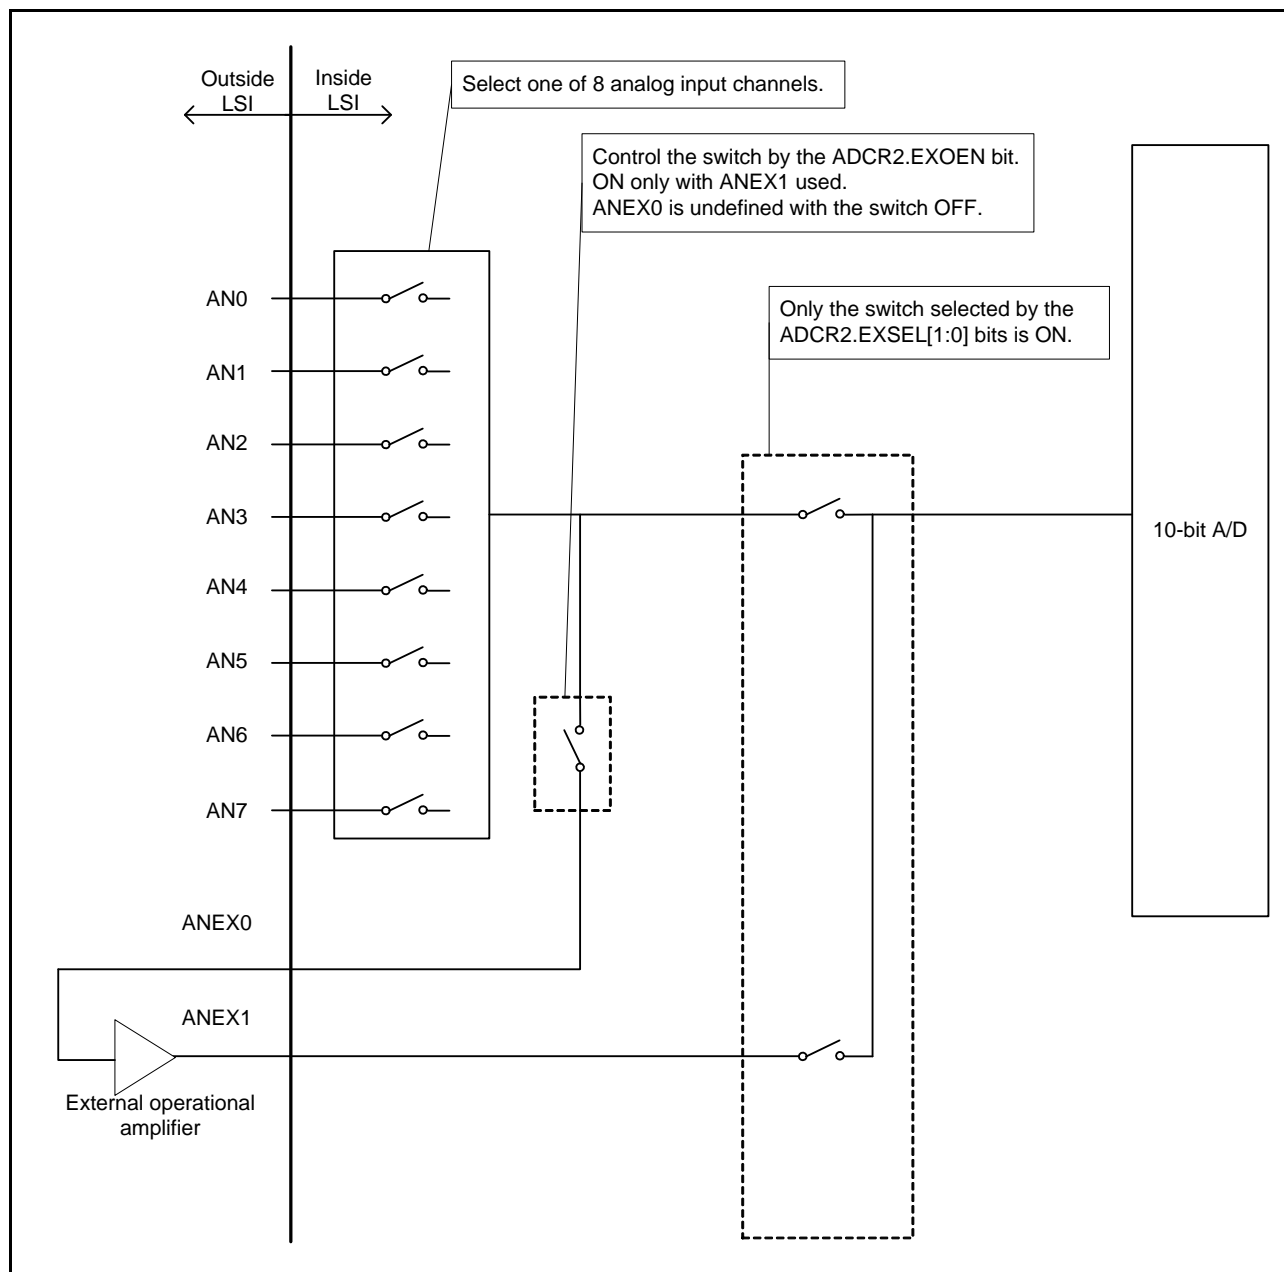 Outside
LSI
Inside
LSI
Select one of 8 analog input channels.
Control the switch by the ADCR2.EXOEN bit.
ON only with ANEX1 used.
ANEX0 is undefined with the switch OFF.
Only the switch selected by the
ADCR2.EXSEL[1:0] bits is ON.
AN0
AN1
AN2
AN3
AN4
AN5
AN6
AN7
10-bit A/D
ANEX0
ANEX1
External operational
amplifier